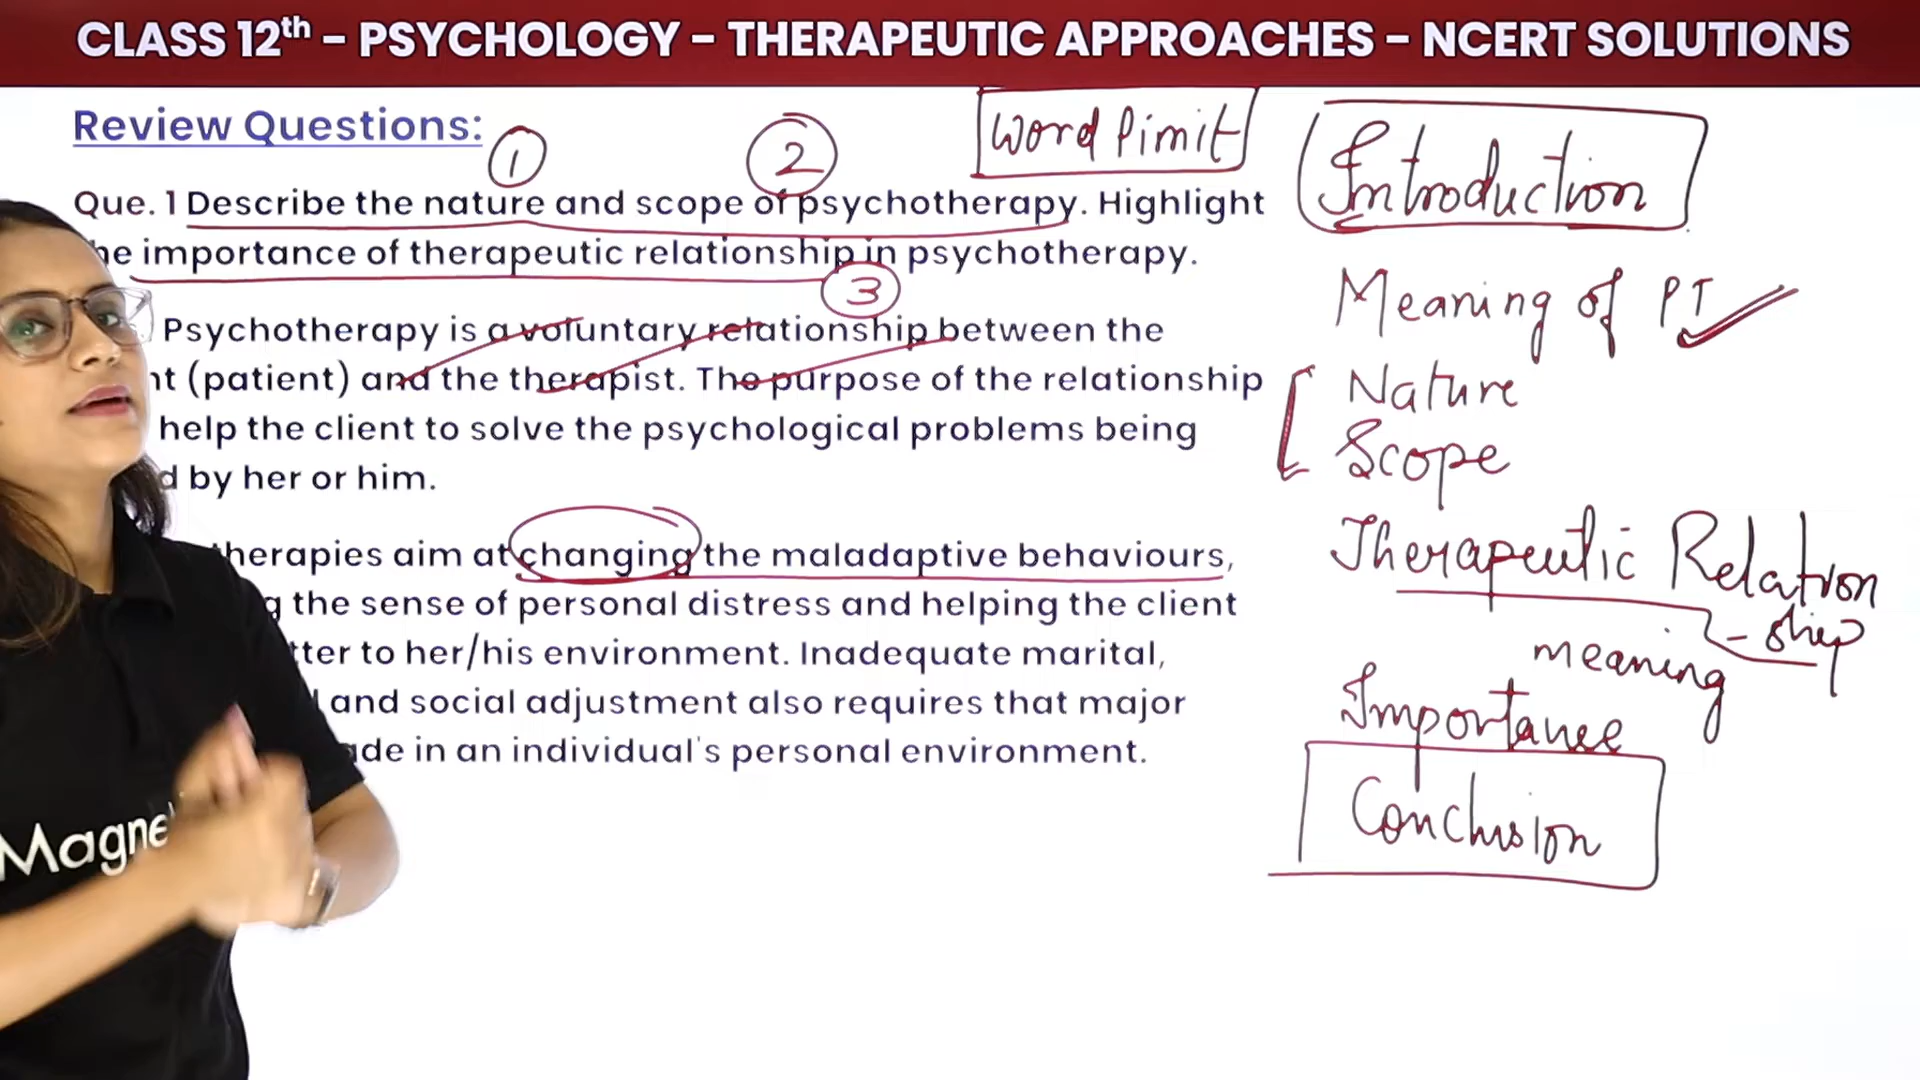 CLASS 12th - PSYCHOLOGY - THERAPEUTIC APPROACHES - NCERT SOLUTIONS
Review Questions:
1
2
Word limit
Que. 1 Describe the nature and scope of psychotherapy. Highlight
he importance of therapeutic relationship in psychotherapy.
3
Psychotherapy is a voluntary relationship between the
nt (patient) and the therapist. The purpose of the relationship
help the client to solve the psychological problems being
d by her or him.
therapies aim at changing the maladaptive behaviours,
g the sense of personal distress and helping the client
tter to her/his environment. Inadequate marital,
l and social adjustment also requires that major
ade in an individual's personal environment.
Introduction
Meaning of PT
Nature
Scope
Therapeutic Relation
- ship
meaning
Importance
Conclusion
Magne